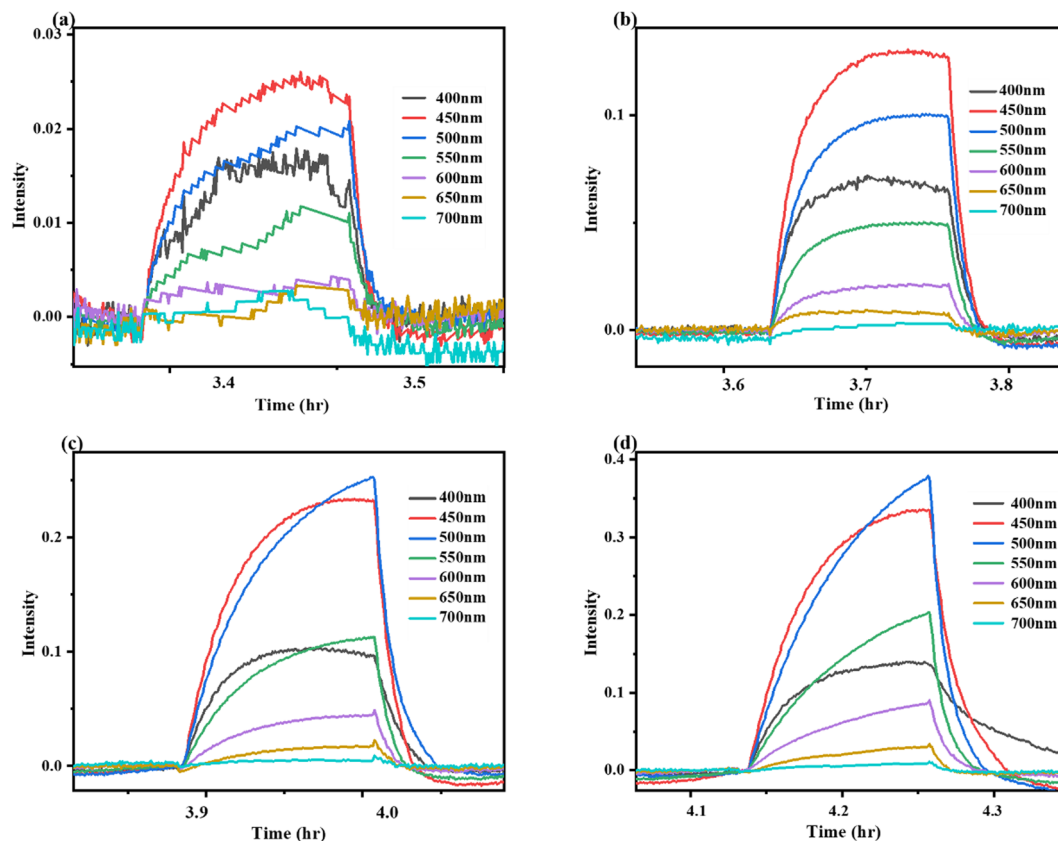 (a)
0.03
0.02
0.01
0.00
Intensity
400nm
450nm
500nm
550nm
600nm
650nm
700nm
3.4
3.5
Time (hr)
(b)
0.1
0.0
Intensity
400nm
450nm
500nm
550nm
600nm
650nm
700nm
3.6
3.7
3.8
Time (hr)
(c)
0.2
0.1
0.0
Intensity
400nm
450nm
500nm
550nm
600nm
650nm
700nm
3.9
4.0
Time (hr)
(d)
0.4
0.3
0.2
0.1
0.0
Intensity
400nm
450nm
500nm
550nm
600nm
650nm
700nm
4.1
4.2
4.3
Time (hr)